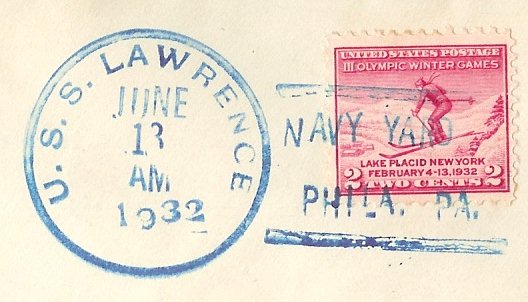 U.S.S. LAWRENCE
JUNE
13
AM
1932
NAVY YARD
PHILA. PA.
UNITED STATES POSTAGE
III OLYMPIC WINTER GAMES
LAKE PLACID NEW YORK
FEBRUARY 4-13, 1932
2 TWO CENTS 2